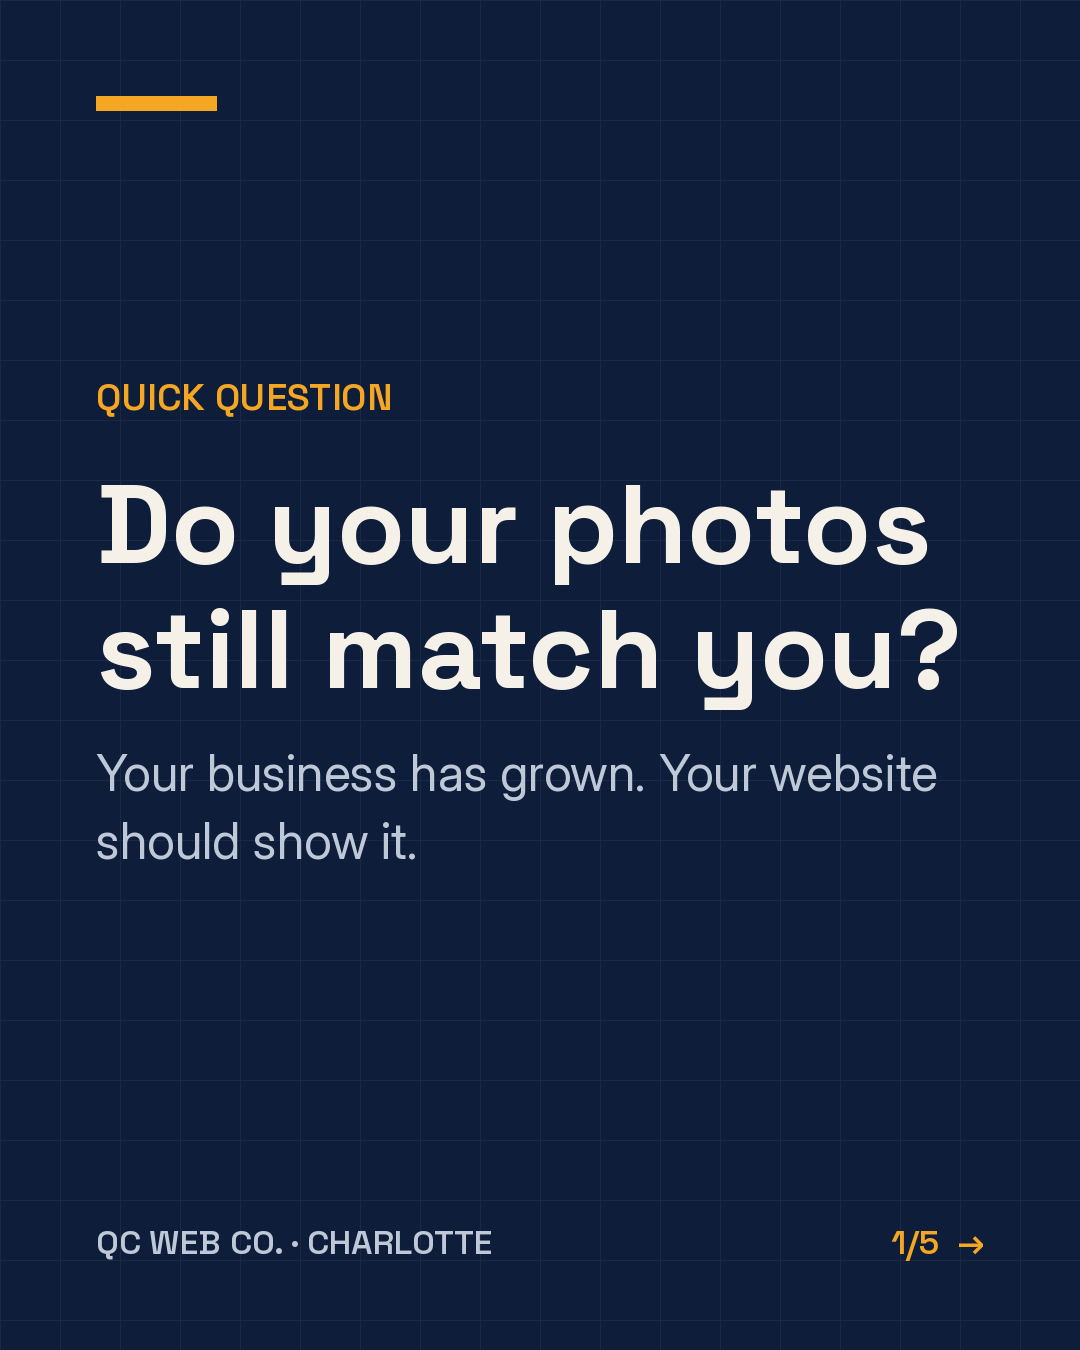 QUICK QUESTION
Do your photos
still match you?
Your business has grown. Your website
should show it.
QC WEB CO. · CHARLOTTE
1/5 →